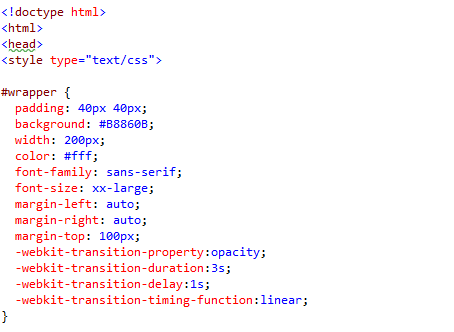 <!doctype html>
<html>
<head>
<style type="text/css">
#wrapper {
padding: 40px 40px;
background: #B8860B;
width: 200px;
color: #fff;
font-family: sans-serif;
font-size: xx-large;
margin-left: auto;
margin-right: auto;
margin-top: 100px;
-webkit-transition-property:opacity;
-webkit-transition-duration:3s;
-webkit-transition-delay:1s;
-webkit-transition-timing-function:linear;
}